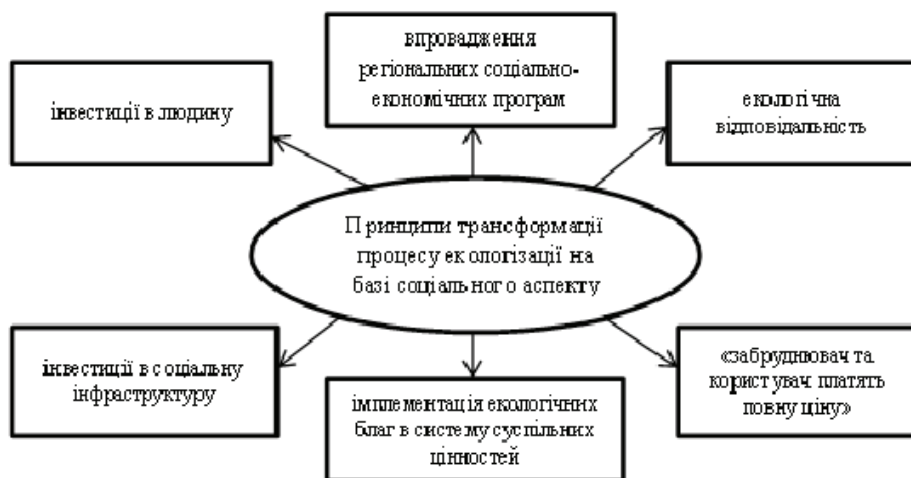 впровадження
регіональних соціально-
економічних програм
інвестиції в людину
екологічна
відповідальність
Принципи трансформації
процесу екологізації на
базі соціального аспекту
інвестиції в соціальну
інфраструктуру
імплементація екологічних
благ в систему суспільних
цінностей
«забруднювач та
користувач платять
повну ціну»